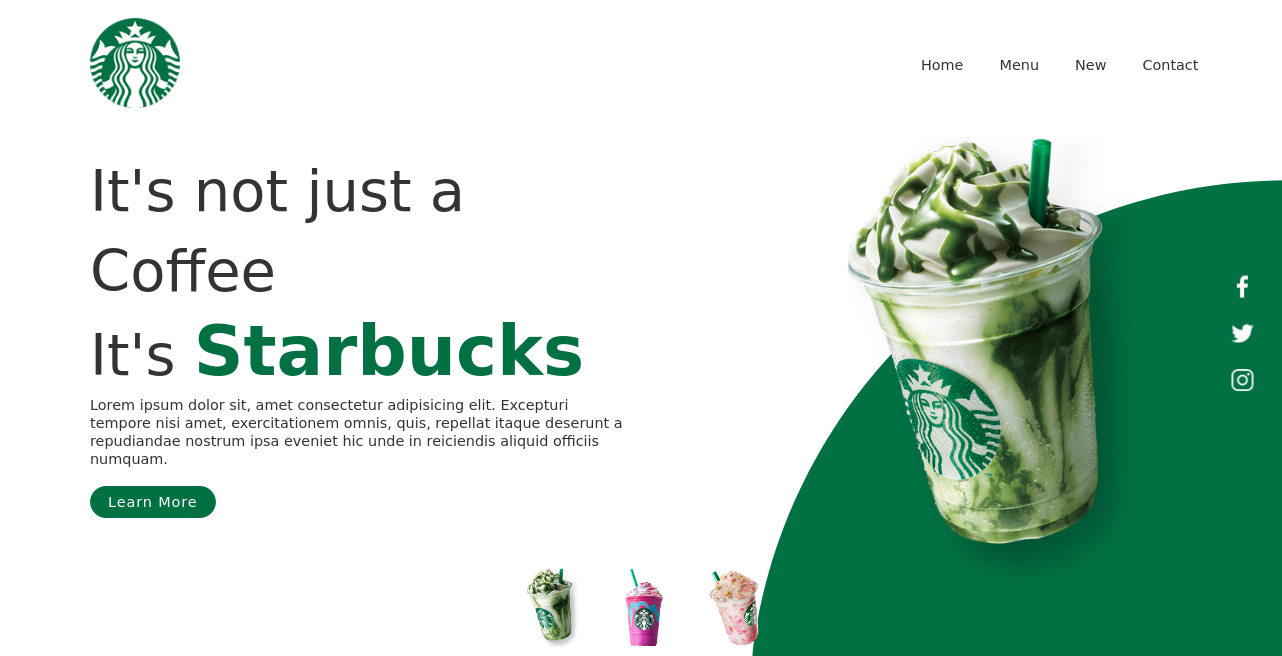 Home Menu New Contact
It's not just a
Coffee
It's Starbucks
Lorem ipsum dolor sit, amet consectetur adipisicing elit. Excepturi
tempore nisi amet, exercitationem omnis, quis, repellat itaque deserunt a
repudiandae nostrum ipsa eveniet hic unde in reiciendis aliquid officiis
numquam.
Learn More